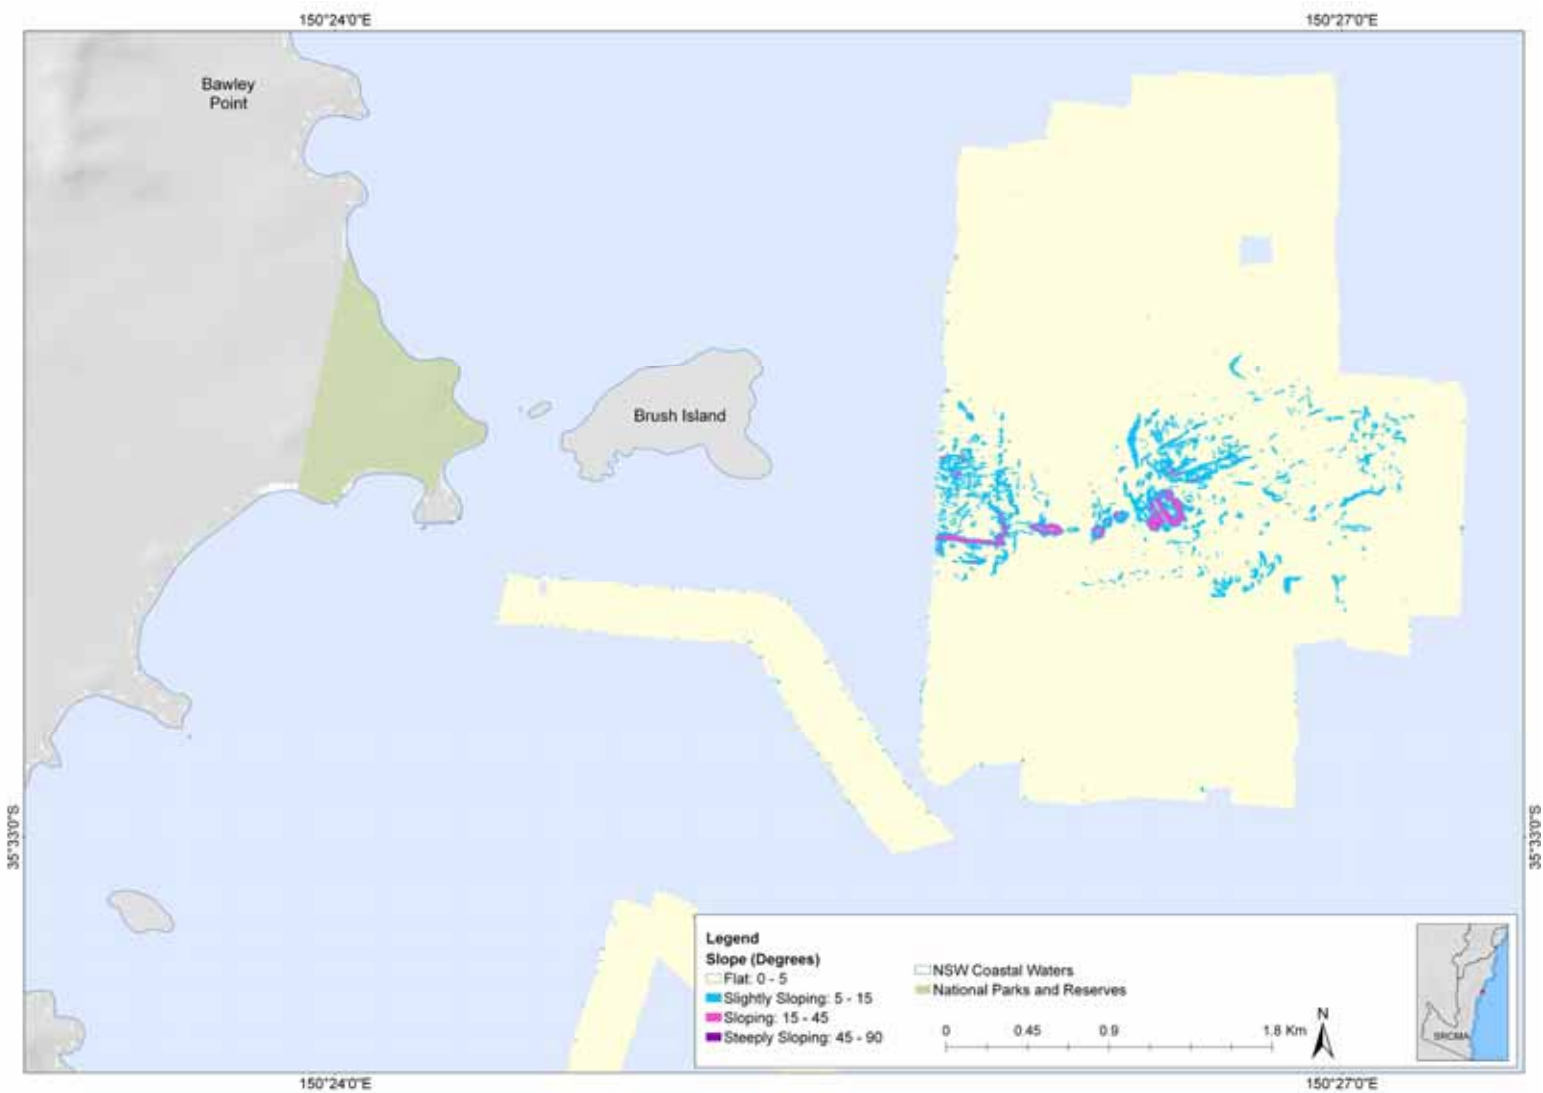 150°24'0"E
150°27'0"E
Bawley
Point
Brush Island
35°33'0"S
35°33'0"S
Legend
Slope (Degrees)
Flat: 0 - 5
Slightly Sloping: 5 - 15
Sloping: 15 - 45
Steeply Sloping: 45 - 90
NSW Coastal Waters
National Parks and Reserves
0 0.45 0.9 1.8 Km
N
SRCMA
150°24'0"E
150°27'0"E